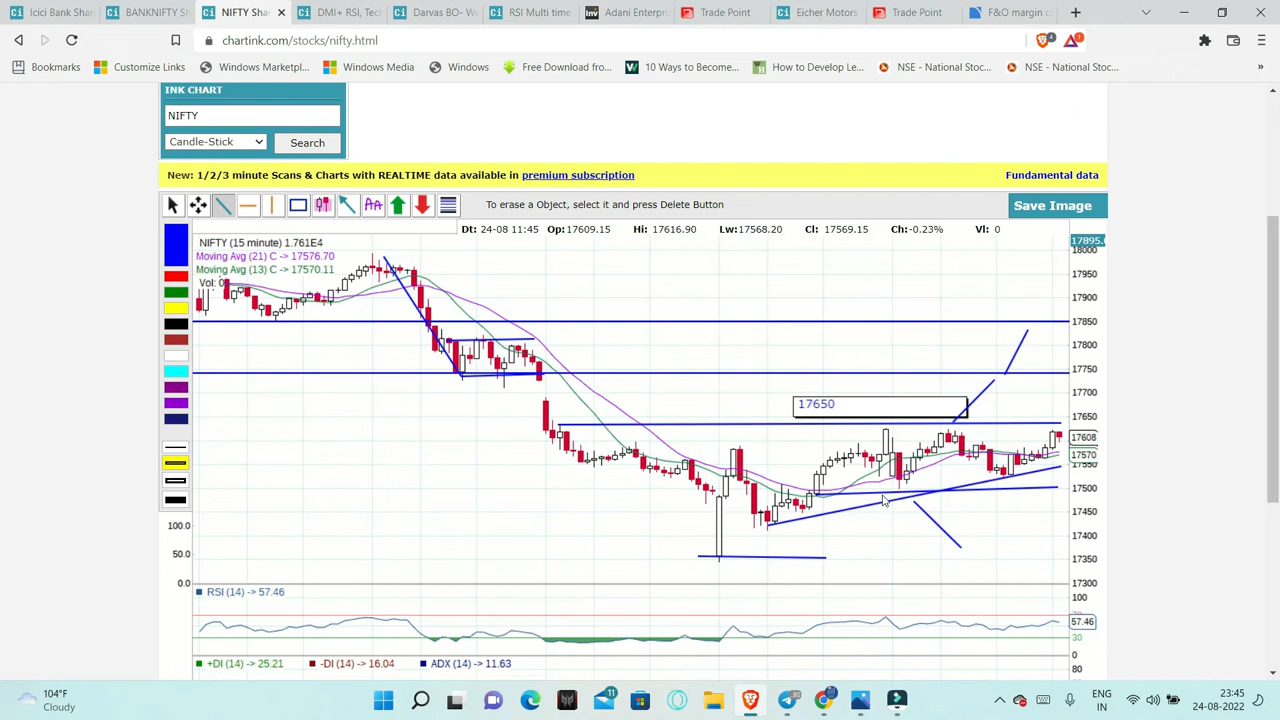 Icici Bank Shar
BANKNIFTY Sh
NIFTY Shar
DMI+ RSI, Tech
Darvas BO- We
RSI Multi time
Adani Enterpri
Trade Point
Eicher Motors
Trade Point
F&O margin c
chartink.com/stocks/nifty.html
4
1
Bookmarks
Customize Links
Windows Marketpl...
Windows Media
Windows
Free Download fro...
10 Ways to Become...
How to Develop Le...
NSE - National Stoc...
NSE - National Stoc...
»
INK CHART
NIFTY
Candle-Stick
Search
New: 1/2/3 minute Scans & Charts with REALTIME data available in premium subscription
Fundamental data
To erase a Object, select it and press Delete Button
Save Image
Dt: 24-08 11:45
Op:17609.15
Hi: 17616.90
Lw:17568.20
Cl: 17569.15
Ch:-0.23%
Vl: 0
NIFTY (15 minute) 1.761E4
Moving Avg (21) C -> 17576.70
Moving Avg (13) C -> 17570.11
Vol: 0
17895.
18000
17950
17900
17850
17800
17750
17700
17650
17608
17570
17550
17500
17450
17400
17350
17300
17650
100.0
50.0
0.0
RSI (14) -> 57.46
100
57.46
30
0
+DI (14) -> 25.21
-DI (14) -> 16.04
ADX (14) -> 11.63
80
104°F
Cloudy
11
ENG
IN
23:45
24-08-2022